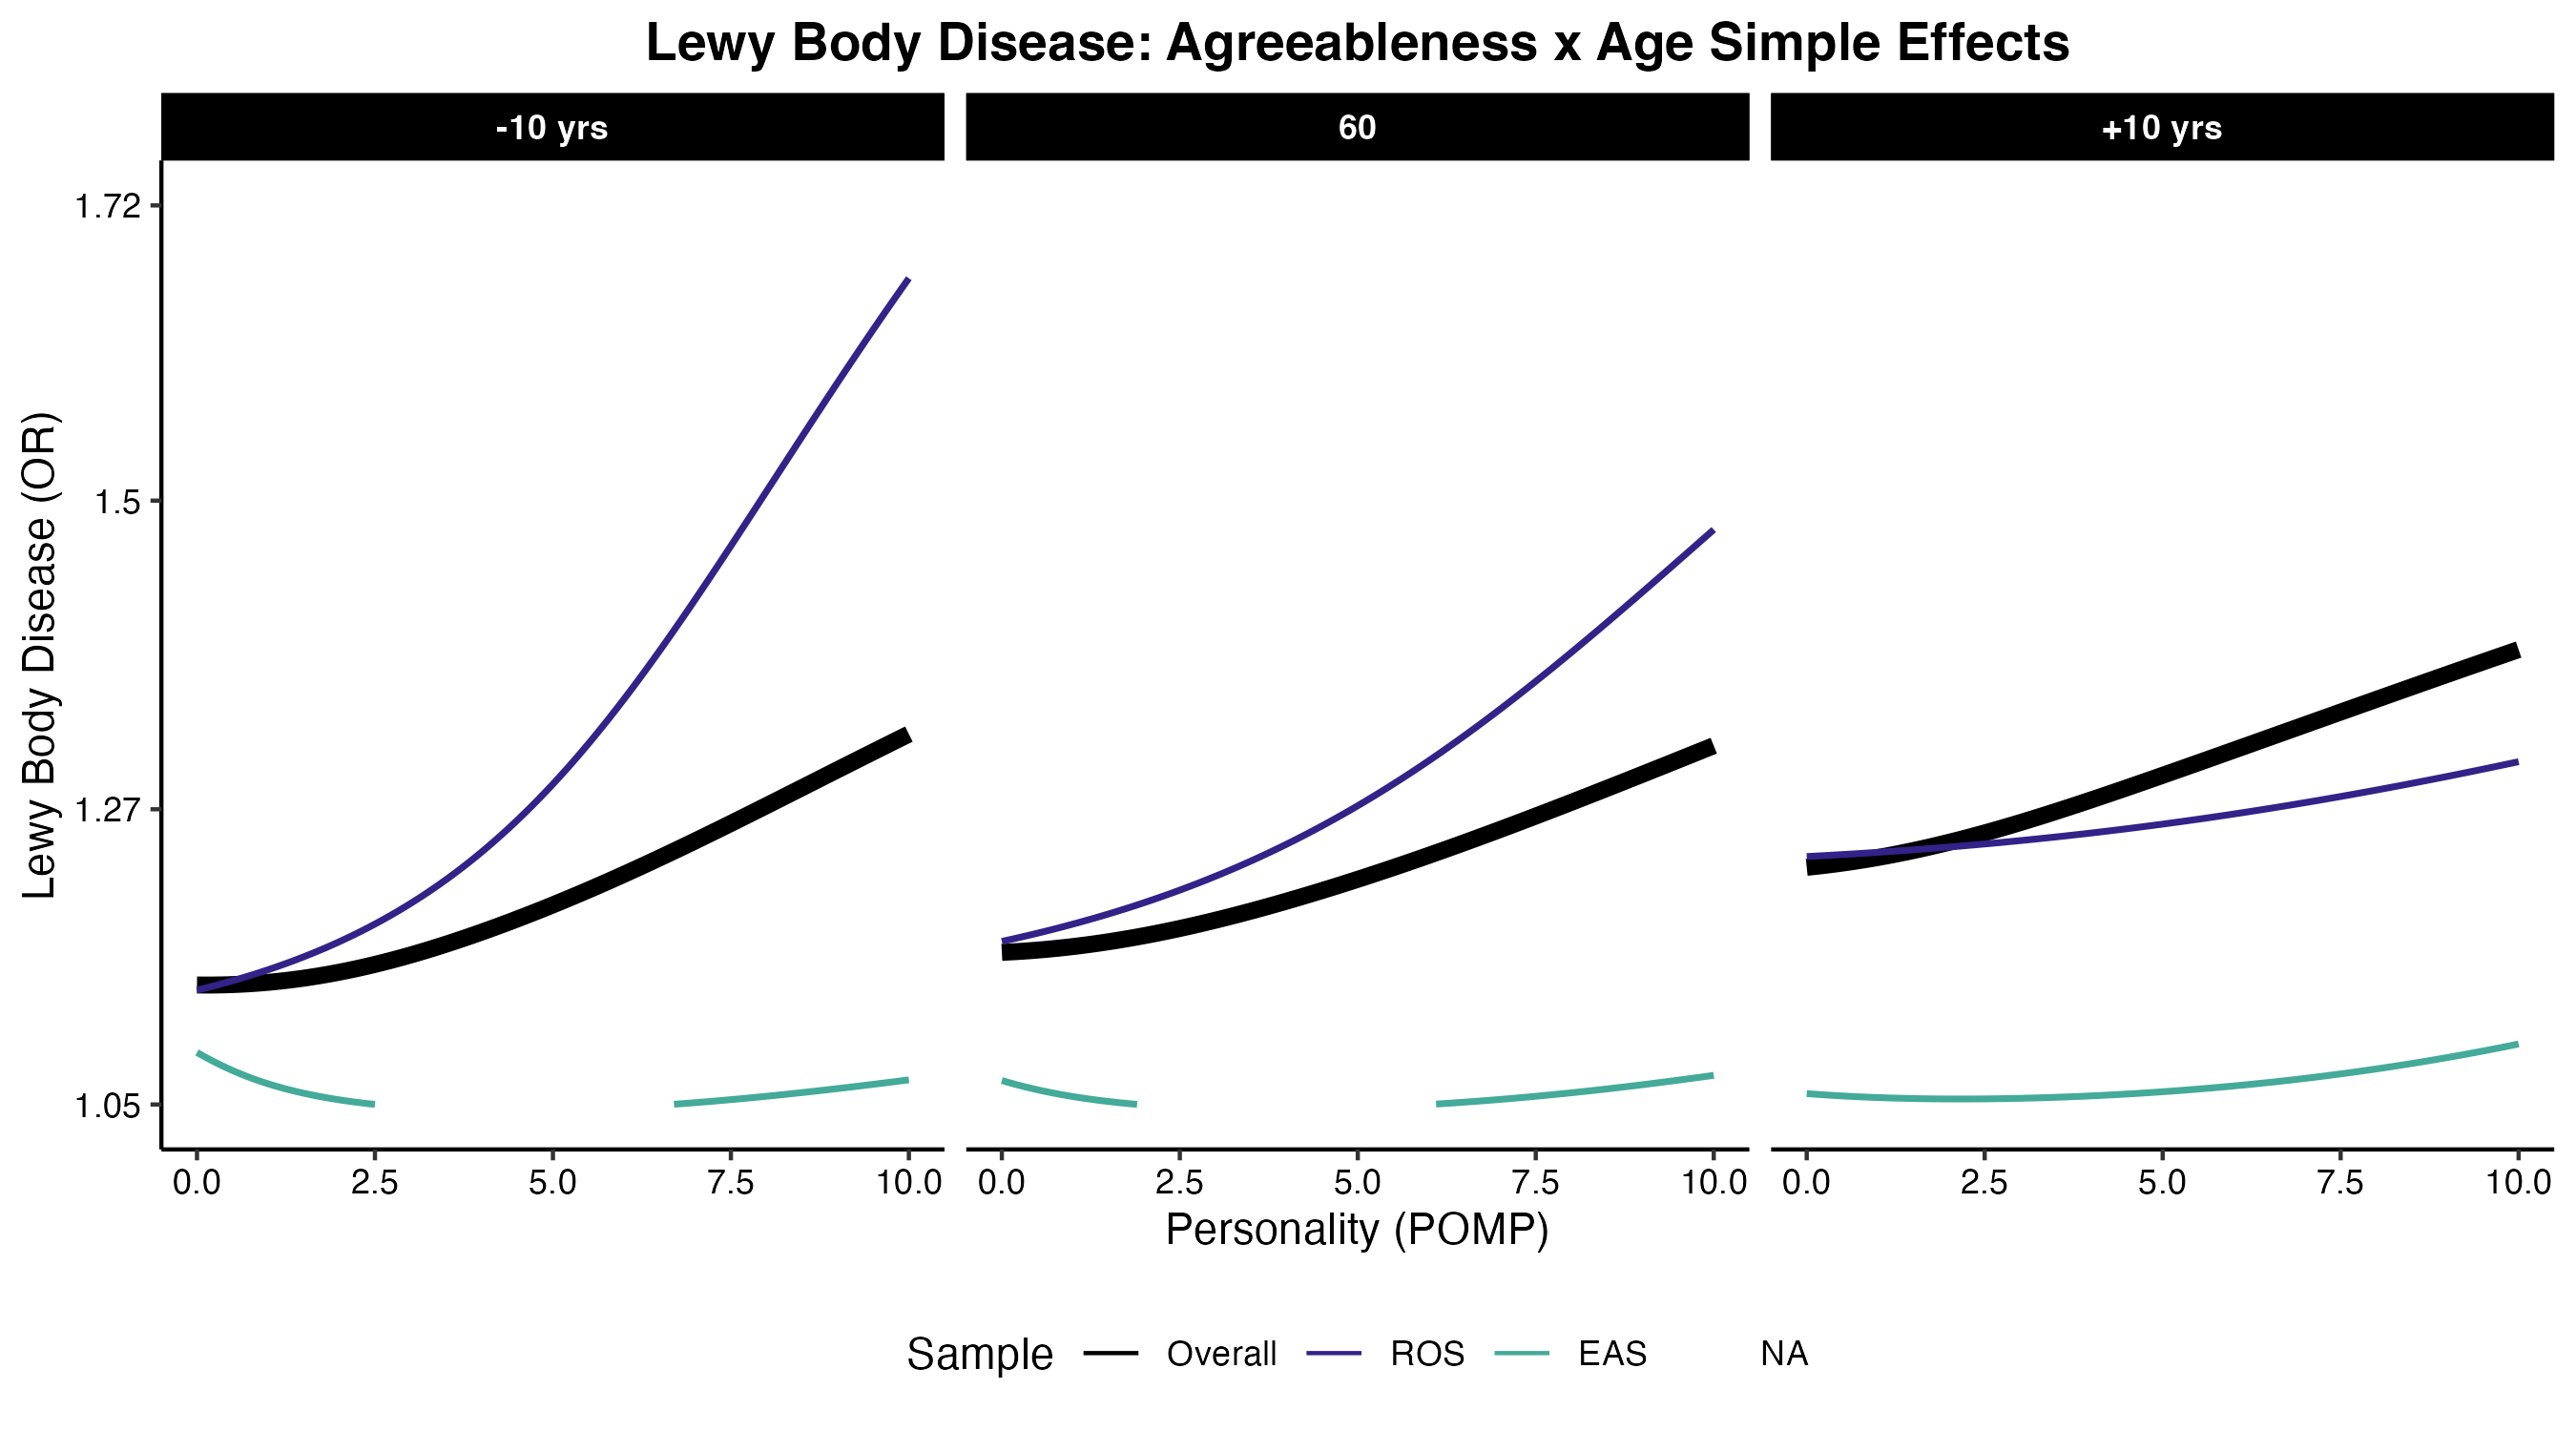 Lewy Body Disease: Agreeableness x Age Simple Effects
-10 yrs
60
+10 yrs
Lewy Body Disease (OR)
1.72
1.5
1.27
1.05
0.0 2.5 5.0 7.5 10.0
0.0 2.5 5.0 7.5 10.0
0.0 2.5 5.0 7.5 10.0
Personality (POMP)
Sample Overall ROS EAS NA